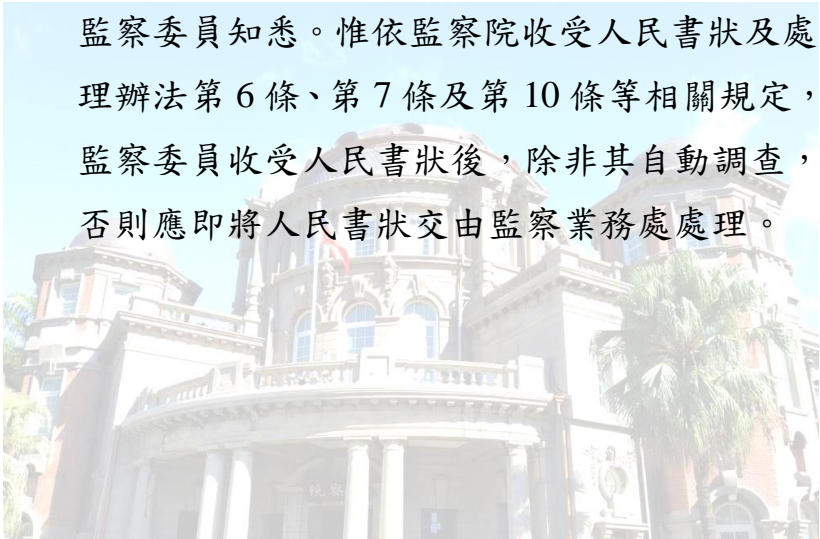 監察委員知悉。惟依監察院收受人民書狀及處
理辦法第 6 條、第 7 條及第 10 條等相關規定，
監察委員收受人民書狀後，除非其自動調查，
否則應即將人民書狀交由監察業務處處理。